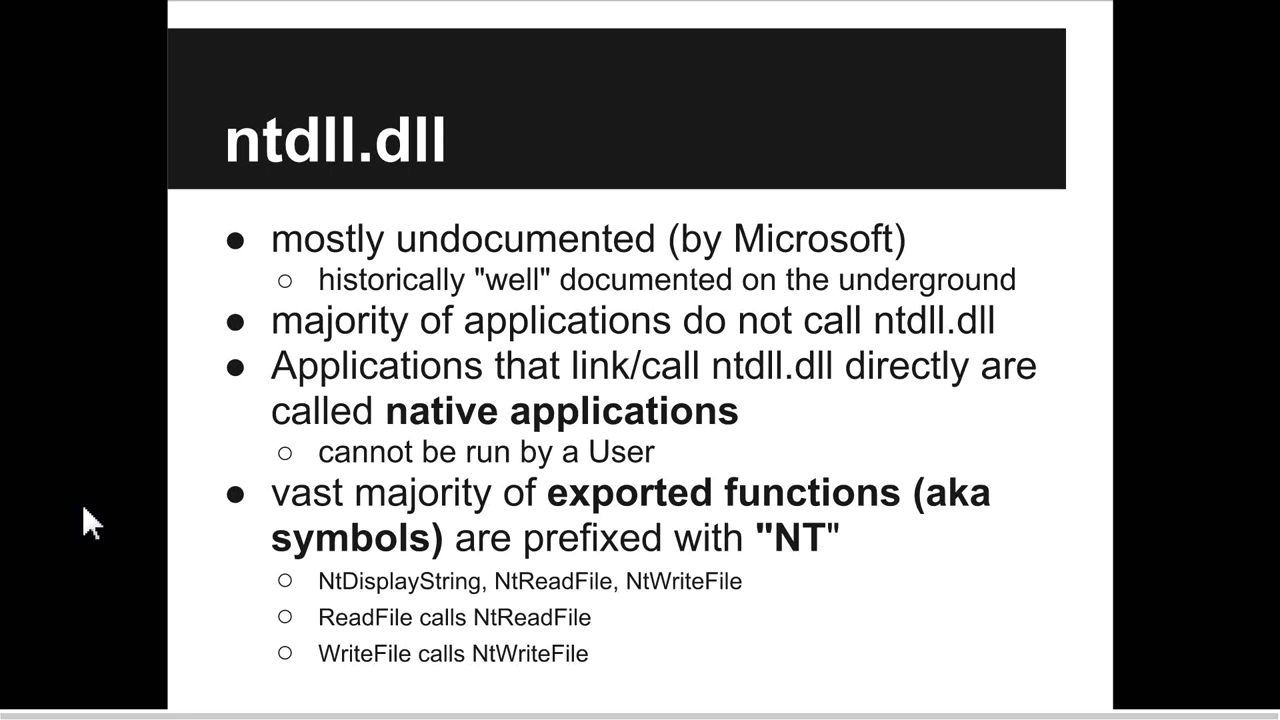 ntdll.dll
● mostly undocumented (by Microsoft)
○ historically "well" documented on the underground
● majority of applications do not call ntdll.dll
● Applications that link/call ntdll.dll directly are
called native applications
○ cannot be run by a User
● vast majority of exported functions (aka
symbols) are prefixed with "NT"
○ NtDisplayString, NtReadFile, NtWriteFile
○ ReadFile calls NtReadFile
○ WriteFile calls NtWriteFile